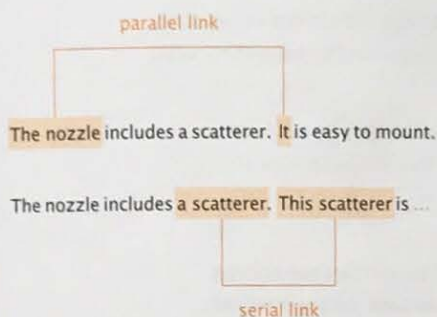 parallel link
The nozzle includes a scatterer. It is easy to mount.
The nozzle includes a scatterer. This scatterer is ...
serial link